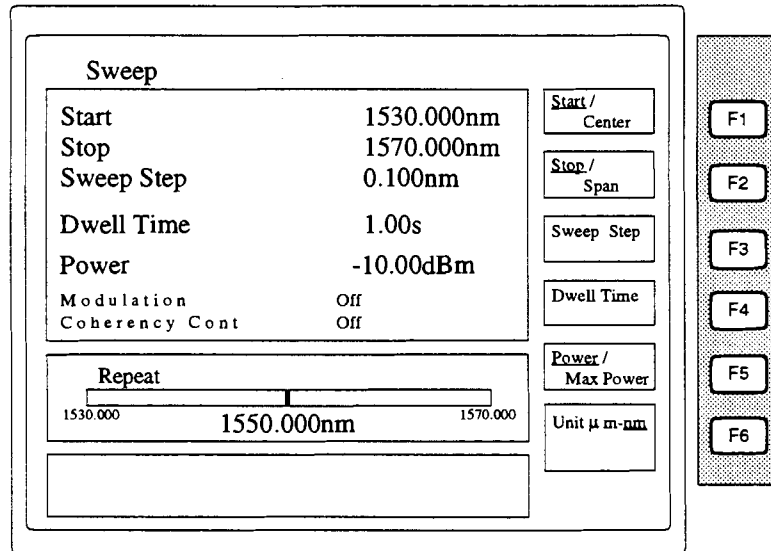 Sweep
Start 1530.000nm
Stop 1570.000nm
Sweep Step 0.100nm
Dwell Time 1.00s
Power -10.00dBm
Modulation Off
Coherency Cont Off
Repeat
1530.000 1570.000
1550.000nm
Start /
Center
Stop /
Span
Sweep Step
Dwell Time
Power /
Max Power
Unit μ m-nm
F1
F2
F3
F4
F5
F6